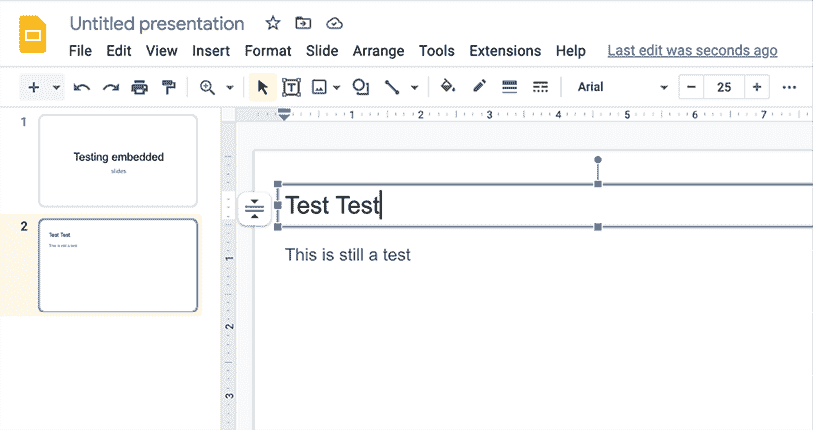 Untitled presentation
File Edit View Insert Format Slide Arrange Tools Extensions Help Last edit was seconds ago
Arial 25
1 2 3 4 5 6 7
1
Testing embedded
slides
2
Test Test
This is still a test
Test Test
This is still a test
1
2
3